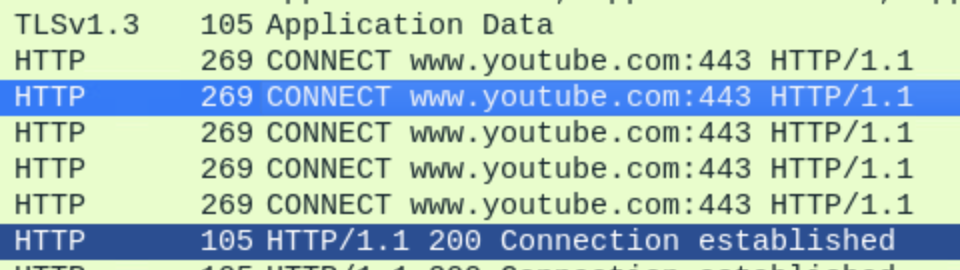 TLSv1.3 105 Application Data
HTTP 269 CONNECT www.youtube.com:443 HTTP/1.1
HTTP 269 CONNECT www.youtube.com:443 HTTP/1.1
HTTP 269 CONNECT www.youtube.com:443 HTTP/1.1
HTTP 269 CONNECT www.youtube.com:443 HTTP/1.1
HTTP 269 CONNECT www.youtube.com:443 HTTP/1.1
HTTP 105 HTTP/1.1 200 Connection established